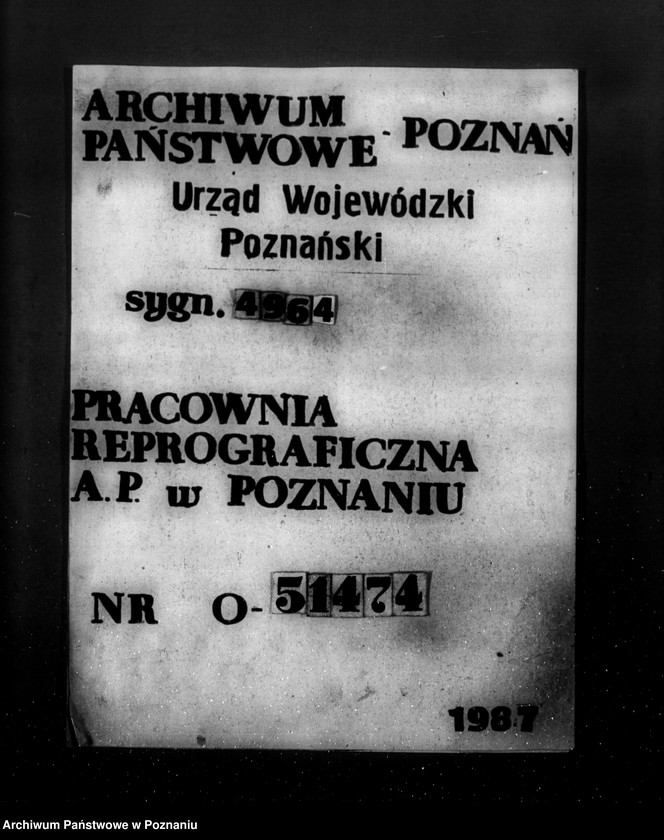 ARCHIWUM
PAŃSTWOWE - POZNAŃ
Urząd Wojewódzki
Poznański
sygn. 4964
PRACOWNIA
REPROGRAFICZNA
A.P. w POZNANIU
NR O-51474
1987
Archiwum Państwowe w Poznaniu